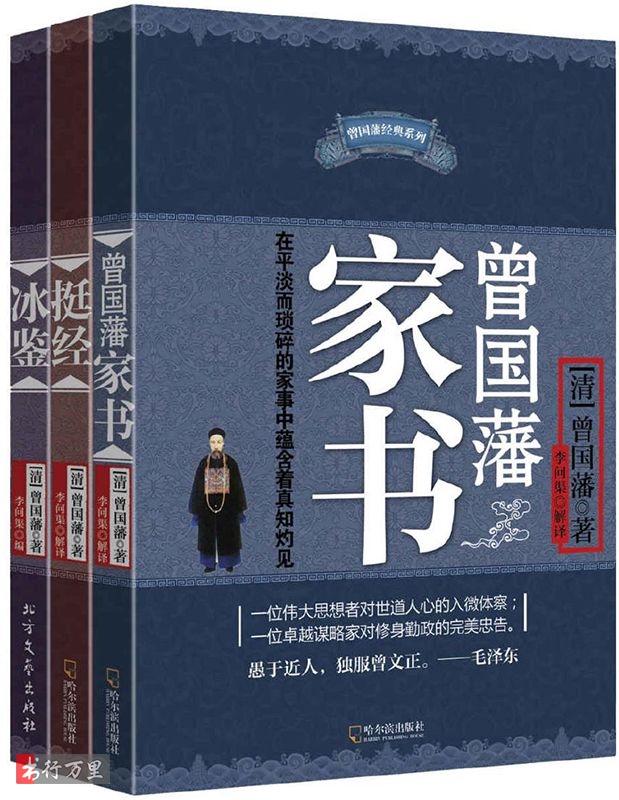 曾国藩经典系列
曾国藩
家书
在平淡而琐碎的家事中蕴含着真知灼见
[清]曾国藩◎著
李问渠◎解译
一位伟大思想者对世道人心的入微体察；
一位卓越谋略家对修身勤政的完美忠告。
愚于近人，独服曾文正。——毛泽东
哈尔滨出版社
HARBIN PUBLISHING HOUSE
曾国藩家书
[清]曾国藩◎著
李问渠◎解译
哈尔滨出版社
挺经
[清]曾国藩◎著
李问渠◎解译
哈尔滨出版社
冰鉴
[清]曾国藩◎著
李问渠◎编
北方文艺出版社
书行万里